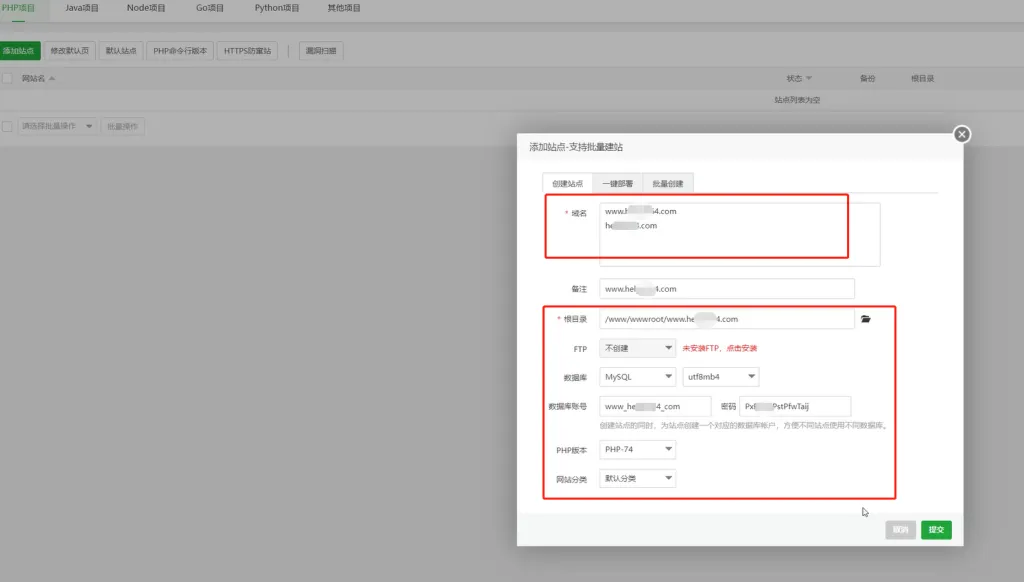 PHP项目 Java项目 Node项目 Go项目 Python项目 其他项目
添加站点 修改默认页 默认站点 PHP命令行版本 HTTPS防窜站 漏洞扫描
网站名 状态 备份 根目录
站点列表为空
请选择批量操作 批量操作
添加站点-支持批量建站
创建站点 一键部署 批量创建
* 域名 www.h 4.com
he .com
备注 www.hel 4.com
* 根目录 /www/wwwroot/www.he 4.com
FTP 不创建 未安装FTP，点击安装
数据库 MySQL utf8mb4
数据库账号 www_he 4_com 密码 Px PstPfwTaij
创建站点的同时，为站点创建一个对应的数据库帐户，方便不同站点使用不同数据库。
PHP版本 PHP-74
网站分类 默认分类
取消 提交